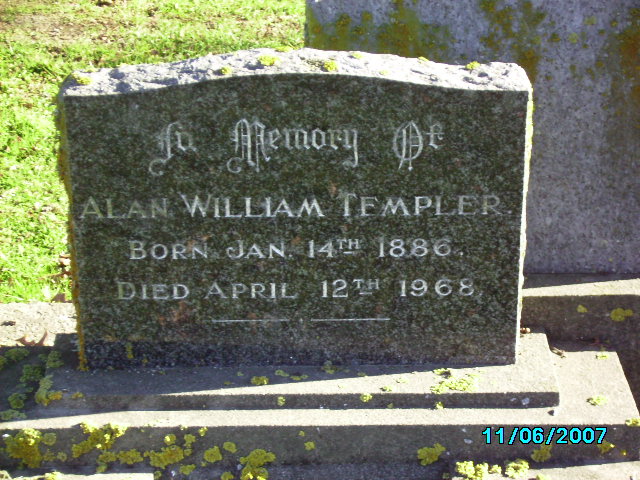 In Memory Of
ALAN WILLIAM TEMPLER.
BORN JAN. 14TH 1886.
DIED APRIL 12TH 1968.
11/06/2007